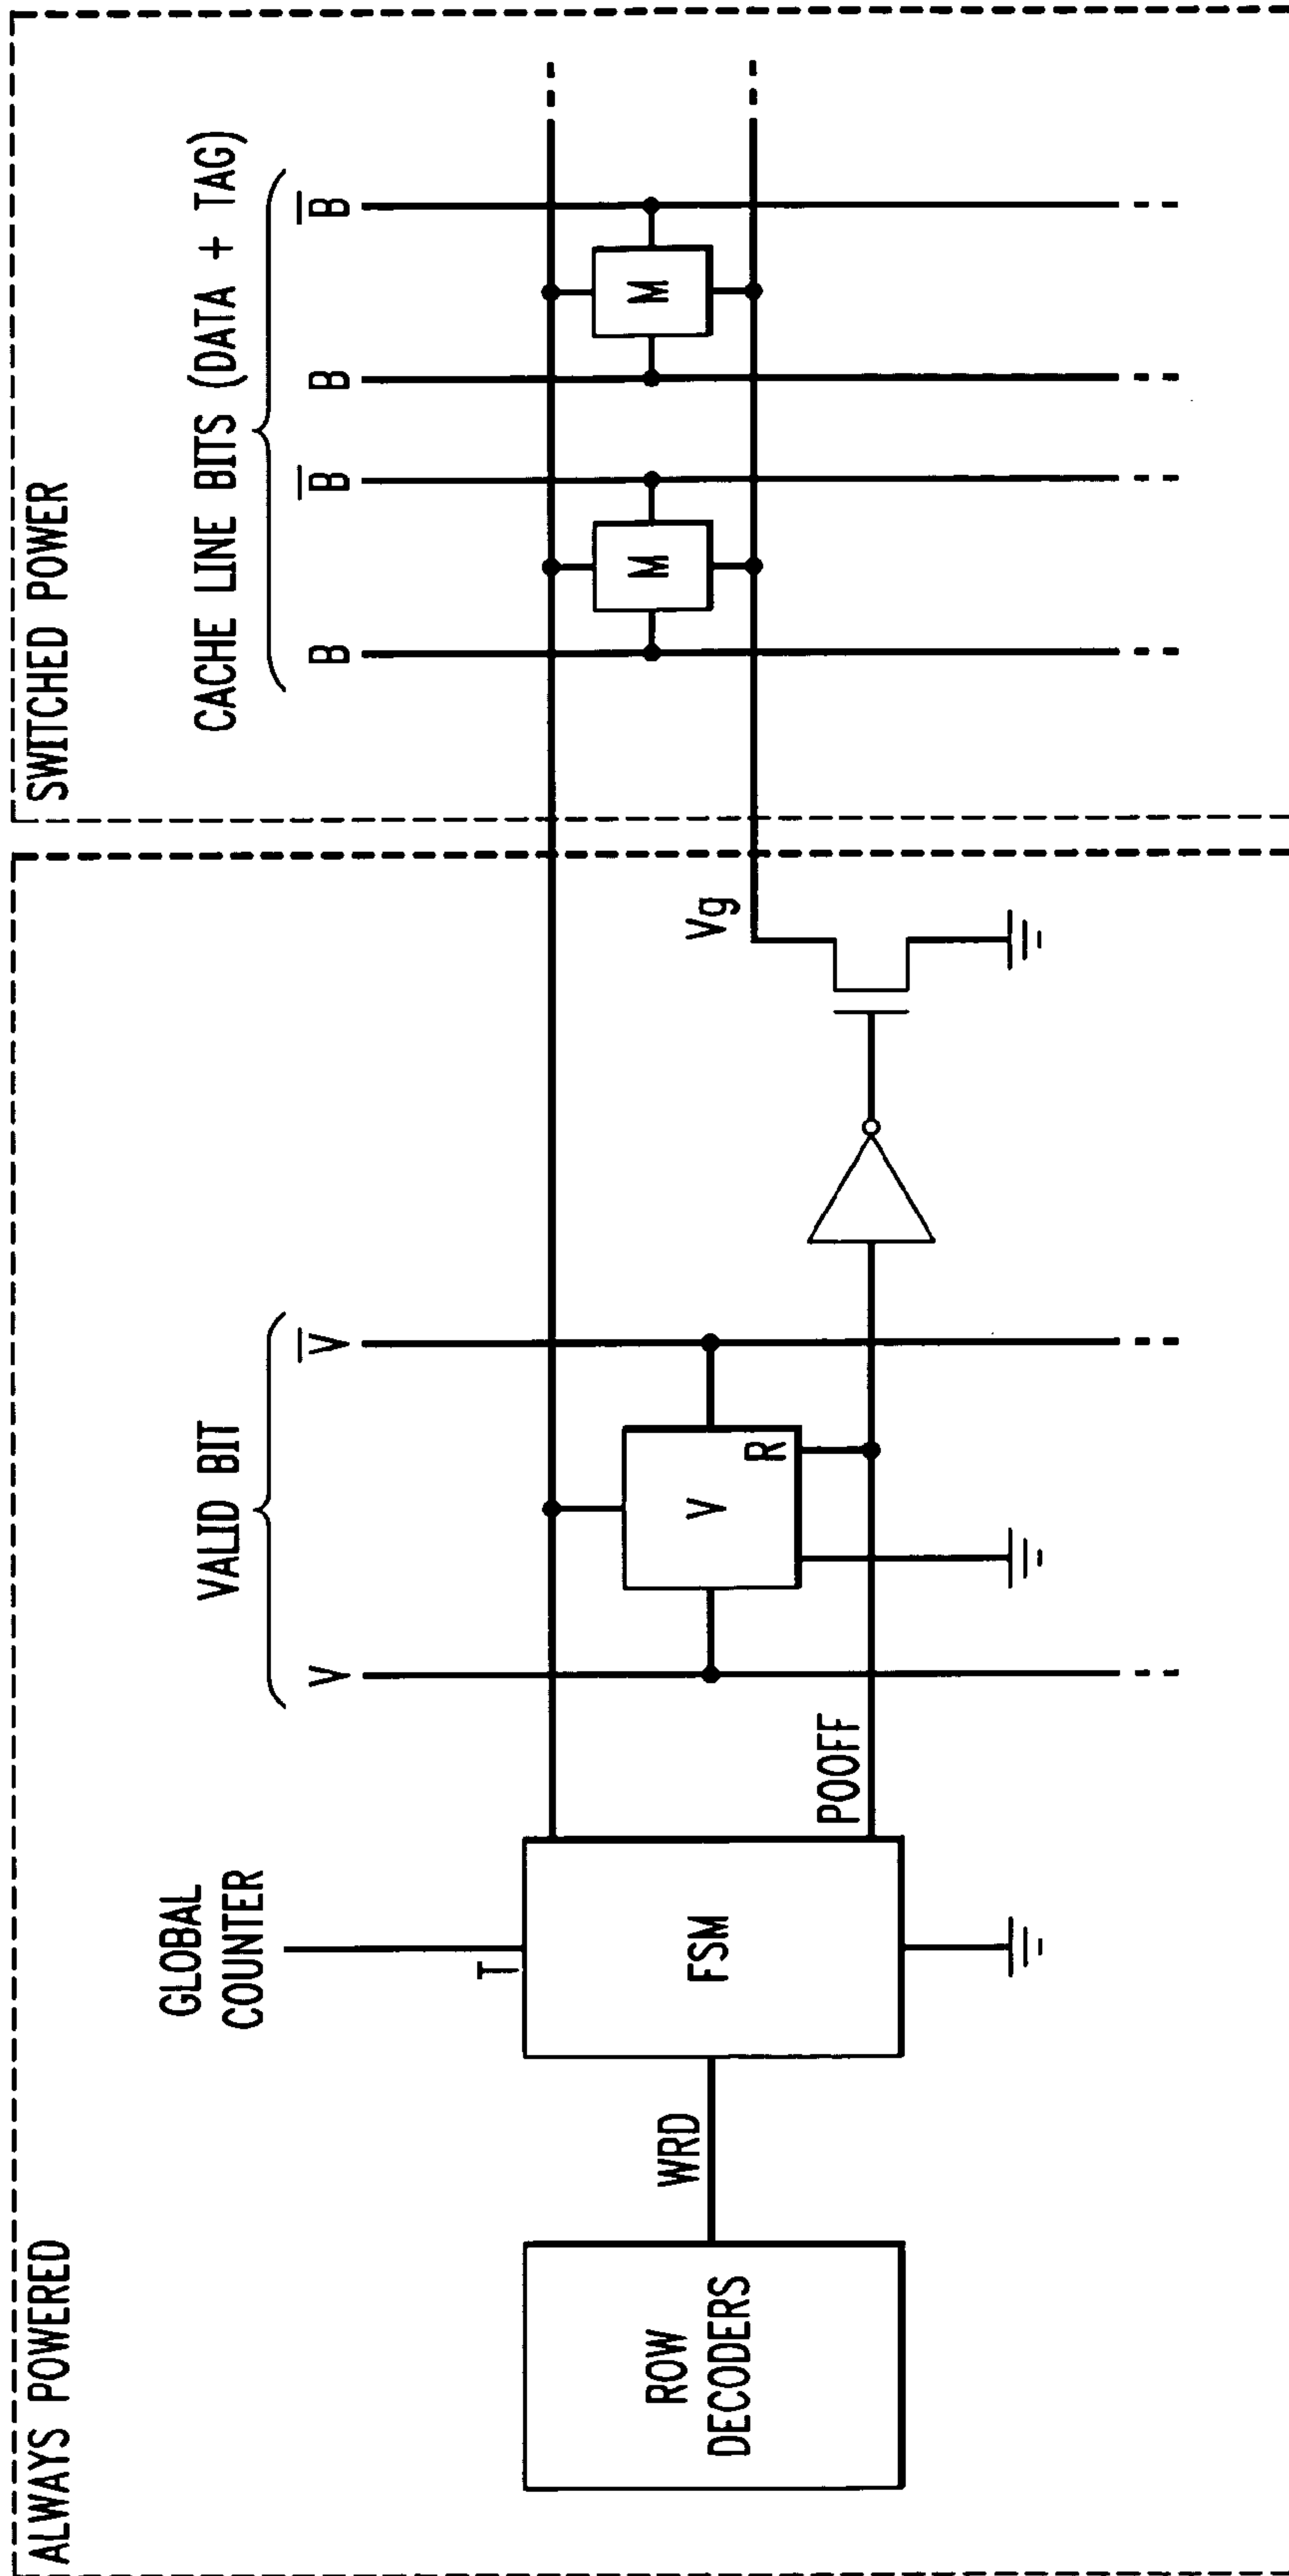 ALWAYS POWERED
SWITCHED POWER
GLOBAL
COUNTER
VALID BIT
CACHE LINE BITS (DATA + TAG)
V
V̅
B
B̅
B
B̅
T
ROW
DECODERS
WRD
FSM
POOFF
V
R
Vg
M
M